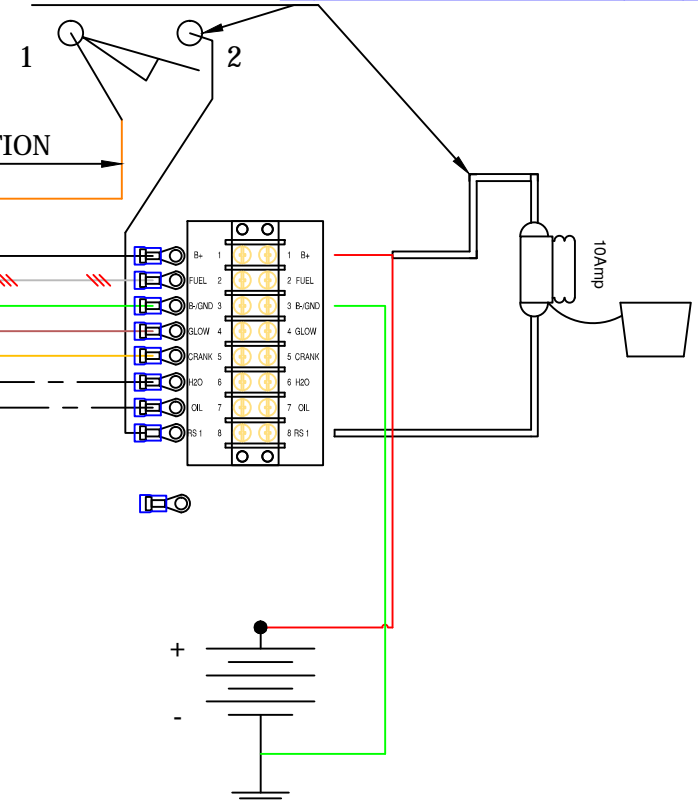 1
2
TION
B+ 1 1 B+
FUEL 2 2 FUEL
B-/GND 3 3 B-/GND
GLOW 4 4 GLOW
CRANK 5 5 CRANK
H2O 6 6 H2O
OIL 7 7 OIL
RS 1 8 8 RS 1
10Amp
+
-